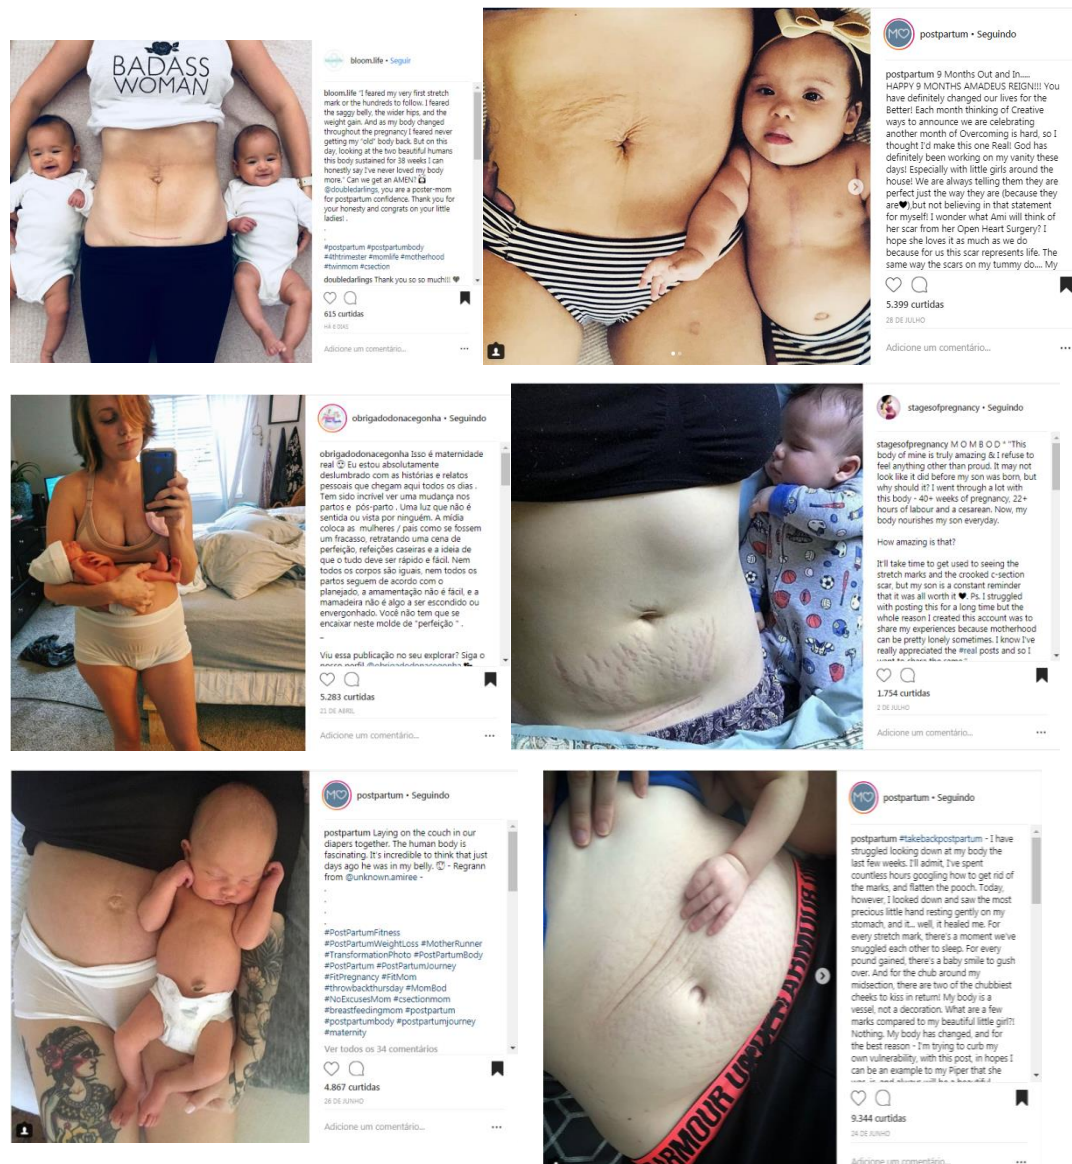 BADASS
WOMAN
bloom.life • Seguir
bloom.life "I feared my very first stretch
mark or the hundreds to follow. I feared
the saggy belly, the wider hips, and the
weight gain. And as my body changed
throughout the pregnancy I feared never
getting my "old" body back. But on this
day, looking at the two beautiful humans
this body sustained for 38 weeks I can
honestly say I've never loved my body
more." Can we get an AMEN?
@doubledarlings, you are a poster-mom
for postpartum confidence. Thank you for
your honesty and congrats on your little
ladies! .
.
.
#postpartum #postpartumbody
#4thtrimester #momlife #motherhood
#twinmom #csection
doubledarlings Thank you so so much!!!
615 curtidas
HÁ 6 DIAS
Adicione um comentário...
postpartum • Seguindo
postpartum 9 Months Out and In.....
HAPPY 9 MONTHS AMADEUS REIGN!!! You
have definitely changed our lives for the
Better! Each month thinking of Creative
ways to announce we are celebrating
another month of Overcoming is hard, so I
thought I'd make this one Real! God has
definitely been working on my vanity these
days! Especially with little girls around the
house! We are always telling them they are
perfect just the way they are (because they
are♥),but not believing in that statement
for myself! I wonder what Ami will think of
her scar from her Open Heart Surgery? I
hope she loves it as much as we do
because for us this scar represents life. The
same way the scars on my tummy do.... My
5.399 curtidas
28 DE JULHO
Adicione um comentário...
obrigadodonacegonha • Seguindo
obrigadodonacegonha Isso é maternidade
real Eu estou absolutamente
deslumbrado com as histórias e relatos
pessoais que chegam aqui todos os dias .
Tem sido incrível ver uma mudança nos
partos e pós-parto . Uma luz que não é
sentida ou vista por ninguém. A mídia
coloca as mulheres / pais como se fossem
um fracasso, retratando uma cena de
perfeição, refeições caseiras e a ideia de
que o tudo deve ser rápido e fácil. Nem
todos os corpos são iguais, nem todos os
partos seguem de acordo com o
planejado, a amamentação não é fácil, e a
mamadeira não é algo a ser escondido ou
envergonhado. Você não tem que se
encaixar neste molde de "perfeição " .
–
Viu essa publicação no seu explorar? Siga o
nosso perfil @obrigadodonacegonha
5.283 curtidas
21 DE ABRIL
Adicione um comentário...
stagesofpregnancy • Seguindo
stagesofpregnancy M O M B O D * "This
body of mine is truly amazing & I refuse to
feel anything other than proud. It may not
look like it did before my son was born, but
why should it? I went through a lot with
this body - 40+ weeks of pregnancy, 22+
hours of labour and a cesarean. Now, my
body nourishes my son everyday.
How amazing is that?
It'll take time to get used to seeing the
stretch marks and the crooked c-section
scar, but my son is a constant reminder
that it was all worth it ♥. Ps. I struggled
with posting this for a long time but the
whole reason I created this account was to
share my experiences because motherhood
can be pretty lonely sometimes. I know I've
really appreciated the #real posts and so I
want to share the same."
1.754 curtidas
2 DE JULHO
Adicione um comentário...
postpartum • Seguindo
postpartum Laying on the couch in our
diapers together. The human body is
fascinating. It's incredible to think that just
days ago he was in my belly. - Regrann
from @unknown.amiree -
.
.
.
.
#PostPartumFitness
#PostPartumWeightLoss #MotherRunner
#TransformationPhoto #PostPartumBody
#PostPartum #PostPartumJourney
#FitPregnancy #FitMom
#throwbackthursday #MomBod
#NoExcusesMom #csectionmom
#breastfeedingmom #postpartum
#postpartumbody #postpartumjourney
#maternity
Ver todos os 34 comentários
4.867 curtidas
26 DE JUNHO
Adicione um comentário...
UNDER ARMOUR
postpartum • Seguindo
postpartum #takebackpostpartum - I have
struggled looking down at my body the
last few weeks. I'll admit, I've spent
countless hours googling how to get rid of
the marks, and flatten the pooch. Today,
however, I looked down and saw the most
precious little hand resting gently on my
stomach, and it... well, it healed me. For
every stretch mark, there's a moment we've
snuggled each other to sleep. For every
pound gained, there's a baby smile to gush
over. And for the chub around my
midsection, there are two of the chubbiest
cheeks to kiss in return! My body is a
vessel, not a decoration. What are a few
marks compared to my beautiful little girl?!
Nothing. My body has changed, and for
the best reason - I'm trying to curb my
own vulnerability, with this post, in hopes I
can be an example to my Piper that she
was, is, and always will be a beautiful
9.344 curtidas
24 DE JUNHO
Adicione um comentário...